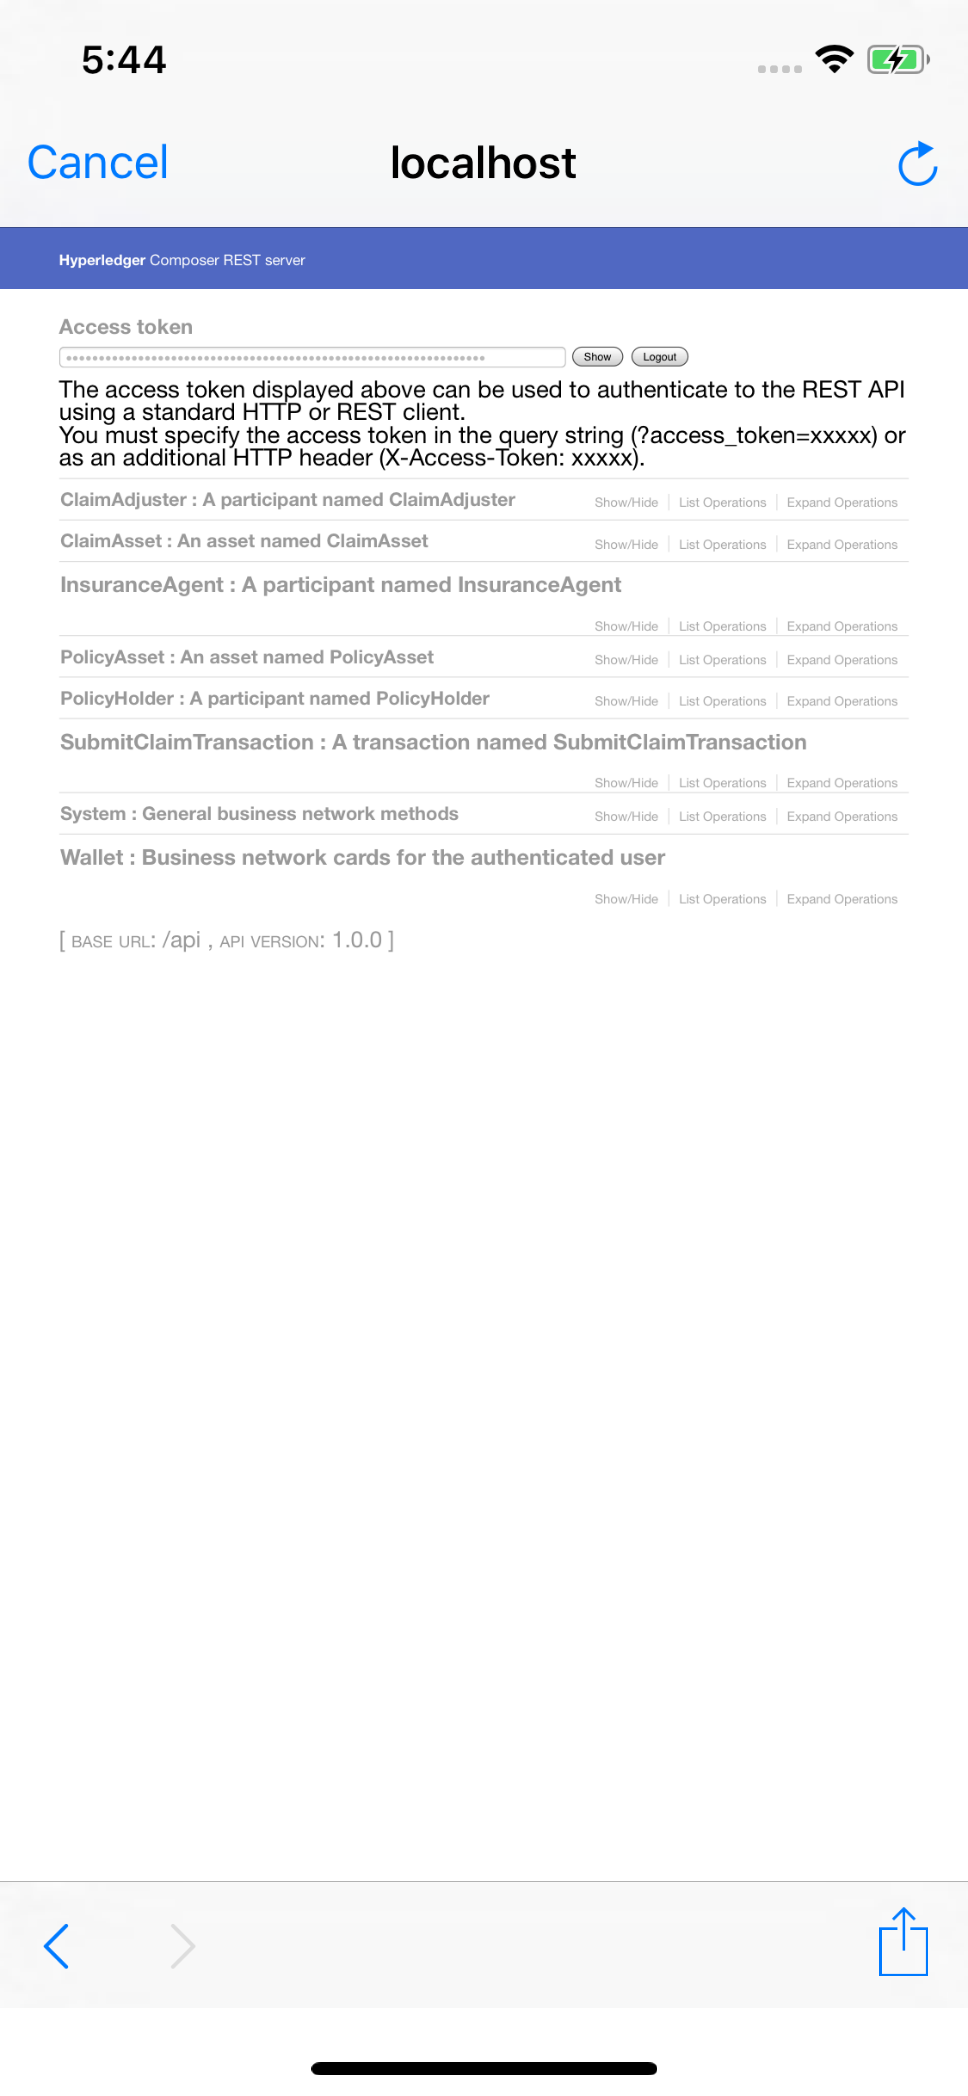 5:44
Cancel
localhost
Hyperledger Composer REST server
Access token
Show
Logout
The access token displayed above can be used to authenticate to the REST API
using a standard HTTP or REST client.
You must specify the access token in the query string (?access_token=xxxxx) or
as an additional HTTP header (X-Access-Token: xxxxx).
ClaimAdjuster : A participant named ClaimAdjuster Show/Hide List Operations Expand Operations
ClaimAsset : An asset named ClaimAsset Show/Hide List Operations Expand Operations
InsuranceAgent : A participant named InsuranceAgent
Show/Hide List Operations Expand Operations
PolicyAsset : An asset named PolicyAsset Show/Hide List Operations Expand Operations
PolicyHolder : A participant named PolicyHolder Show/Hide List Operations Expand Operations
SubmitClaimTransaction : A transaction named SubmitClaimTransaction
Show/Hide List Operations Expand Operations
System : General business network methods Show/Hide List Operations Expand Operations
Wallet : Business network cards for the authenticated user
Show/Hide List Operations Expand Operations
[ BASE URL: /api , API VERSION: 1.0.0 ]